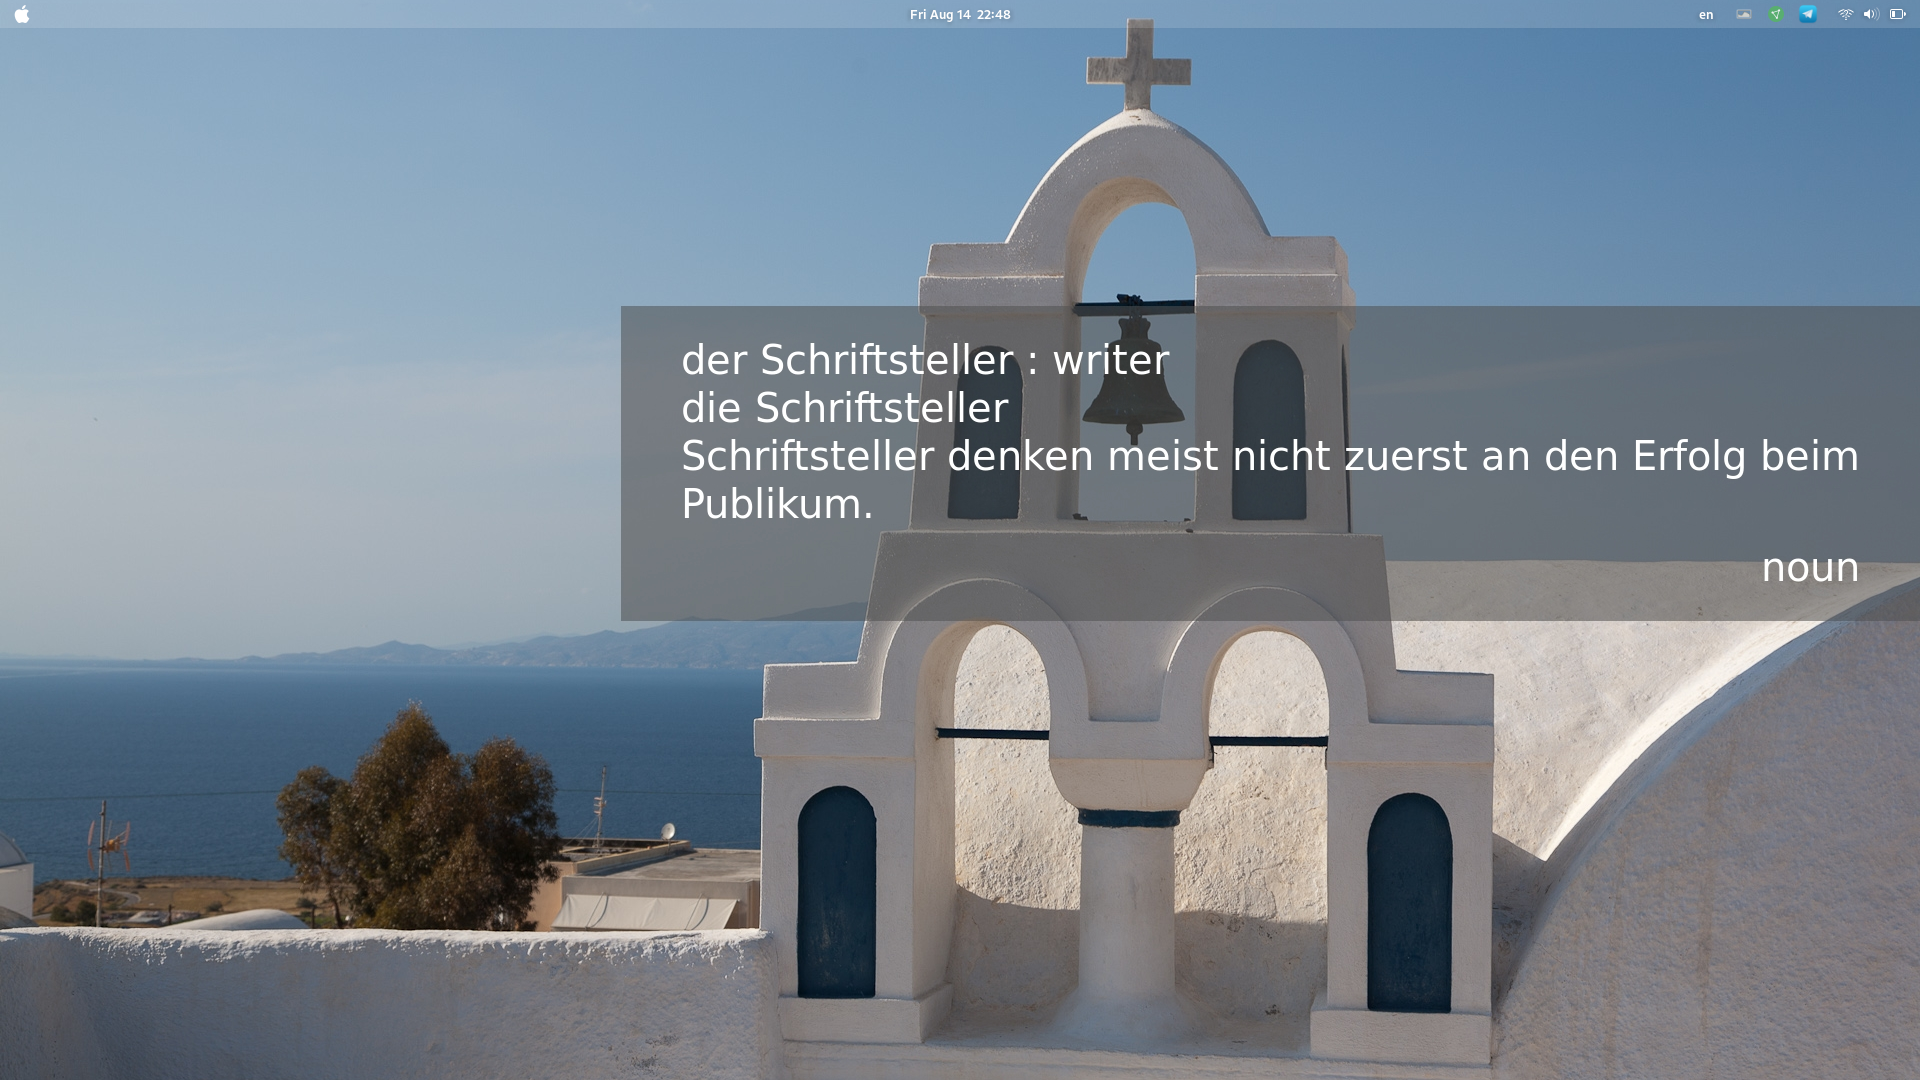 Fri Aug 14 22:48
en
der Schriftsteller : writer
die Schriftsteller
Schriftsteller denken meist nicht zuerst an den Erfolg beim
Publikum.
noun